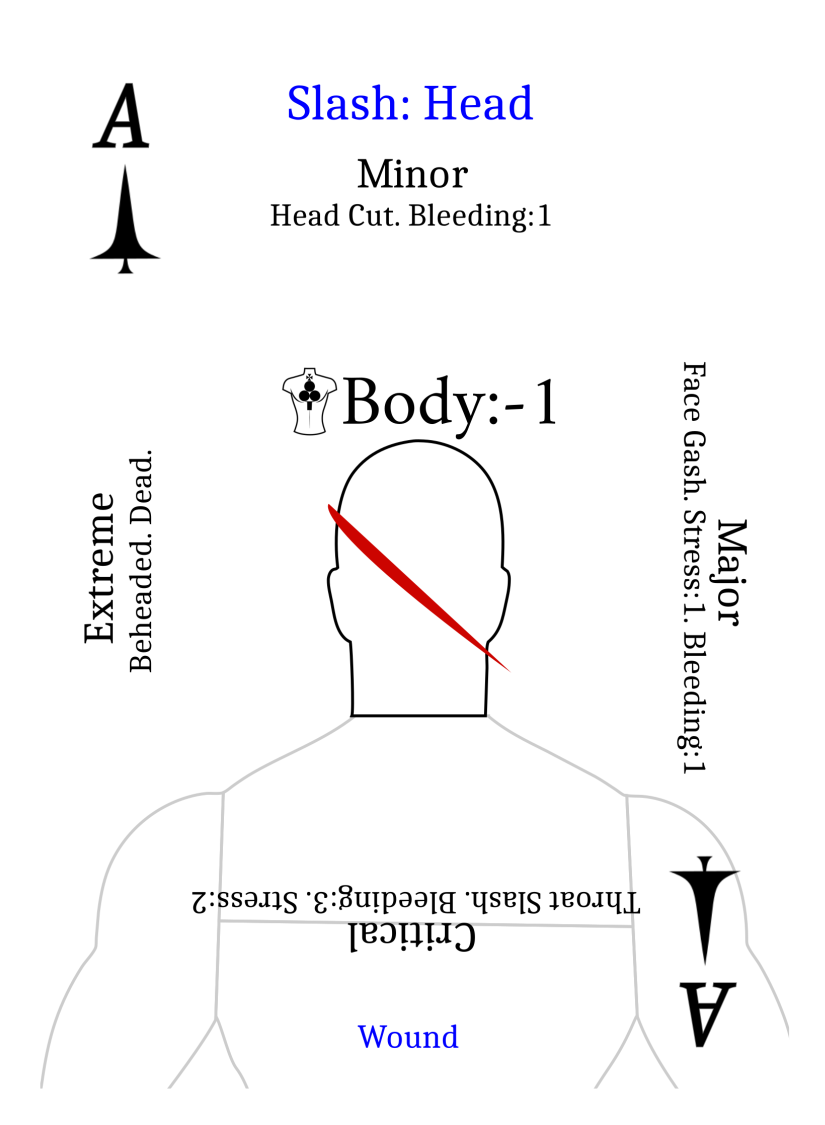 A
Slash: Head
Minor
Head Cut. Bleeding:1
Body:-1
Extreme
Beheaded. Dead.
Major
Face Gash. Stress:1. Bleeding:1
Critical
Throat Slash. Bleeding:3. Stress:2
Wound
A